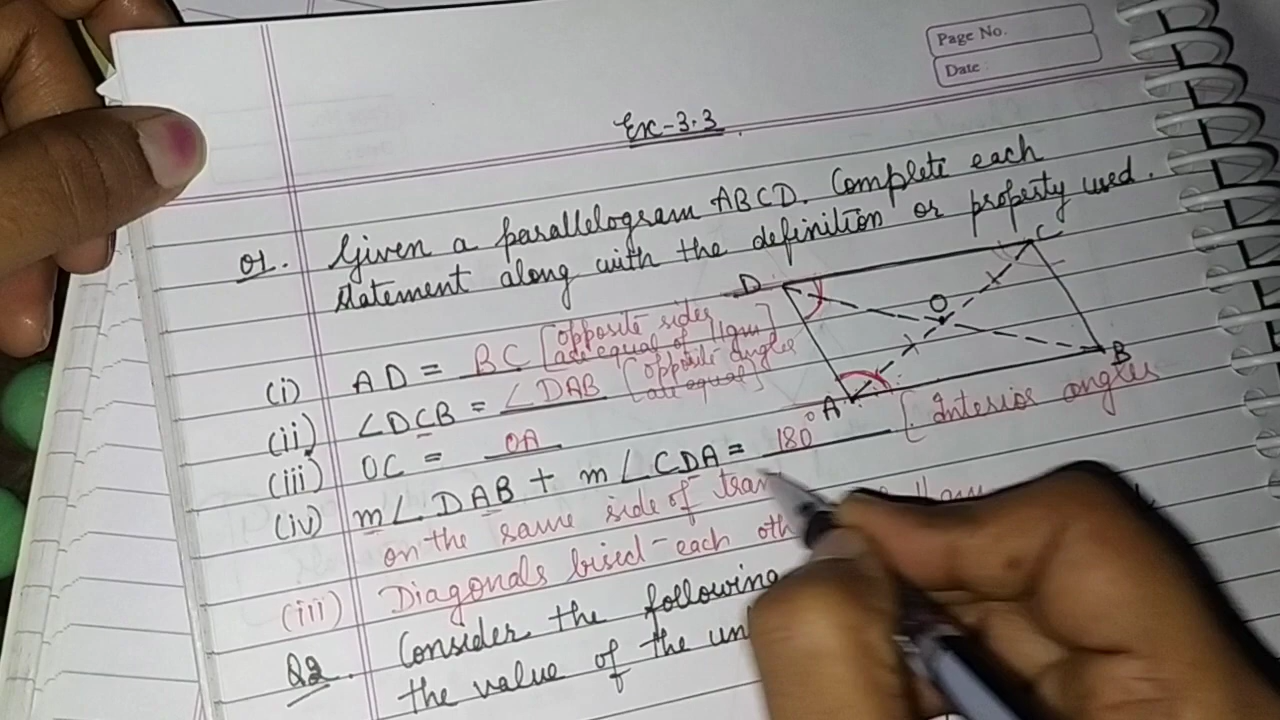 Page No.
Date
Ex-3.3
Q1. Given a parallelogram ABCD. Complete each
statement along with the definition or property used.
(i) AD = BC [opposite sides are equal of ||gm]
(ii) ∠DCB = ∠DAB [opposite angles are equal]
(iii) OC = OA
(iv) m∠DAB + m∠CDA = 180° [Interior angles
on the same side of
(iii) Diagonals bisect each
Q2. Consider the following
the value of the
D
C
O
A
B